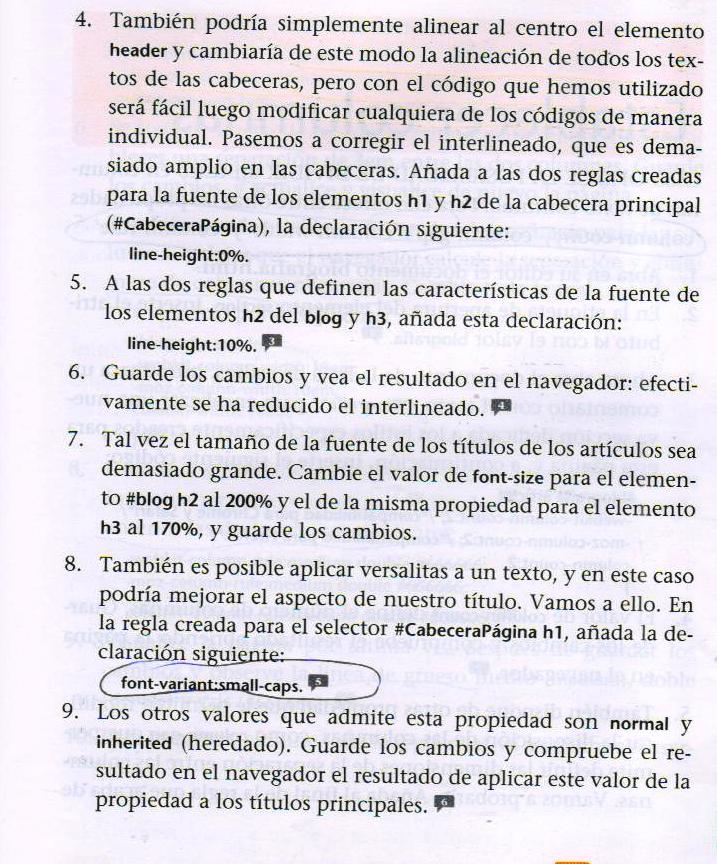 4. También podría simplemente alinear al centro el elemento
header y cambiaría de este modo la alineación de todos los tex-
tos de las cabeceras, pero con el código que hemos utilizado
será fácil luego modificar cualquiera de los códigos de manera
individual. Pasemos a corregir el interlineado, que es dema-
siado amplio en las cabeceras. Añada a las dos reglas creadas
para la fuente de los elementos h1 y h2 de la cabecera principal
(#CabeceraPágina), la declaración siguiente:
line-height:0%.
5. A las dos reglas que definen las características de la fuente de
los elementos h2 del blog y h3, añada esta declaración:
line-height:10%. 3
6. Guarde los cambios y vea el resultado en el navegador: efecti-
vamente se ha reducido el interlineado. 4
7. Tal vez el tamaño de la fuente de los títulos de los artículos sea
demasiado grande. Cambie el valor de font-size para el elemen-
to #blog h2 al 200% y el de la misma propiedad para el elemento
h3 al 170%, y guarde los cambios.
8. También es posible aplicar versalitas a un texto, y en este caso
podría mejorar el aspecto de nuestro título. Vamos a ello. En
la regla creada para el selector #CabeceraPágina h1, añada la de-
claración siguiente:
font-variant:small-caps. 5
9. Los otros valores que admite esta propiedad son normal y
inherited (heredado). Guarde los cambios y compruebe el re-
sultado en el navegador el resultado de aplicar este valor de la
propiedad a los títulos principales. 6